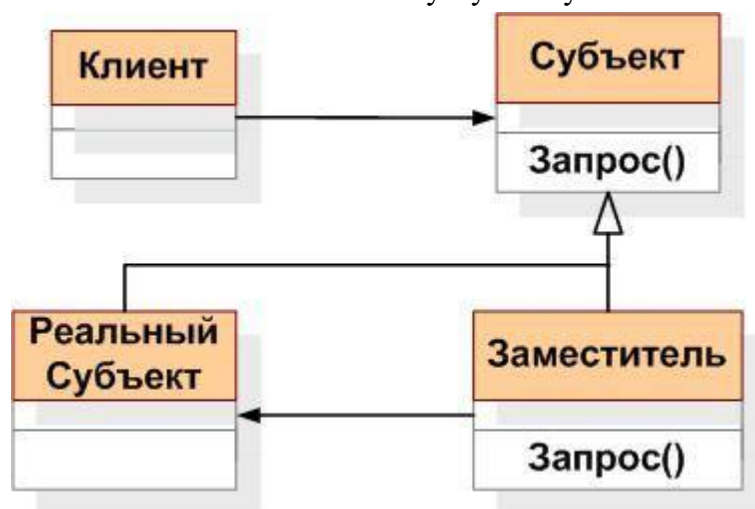 Клиент
Субъект
Запрос()
Реальный
Субъект
Заместитель
Запрос()